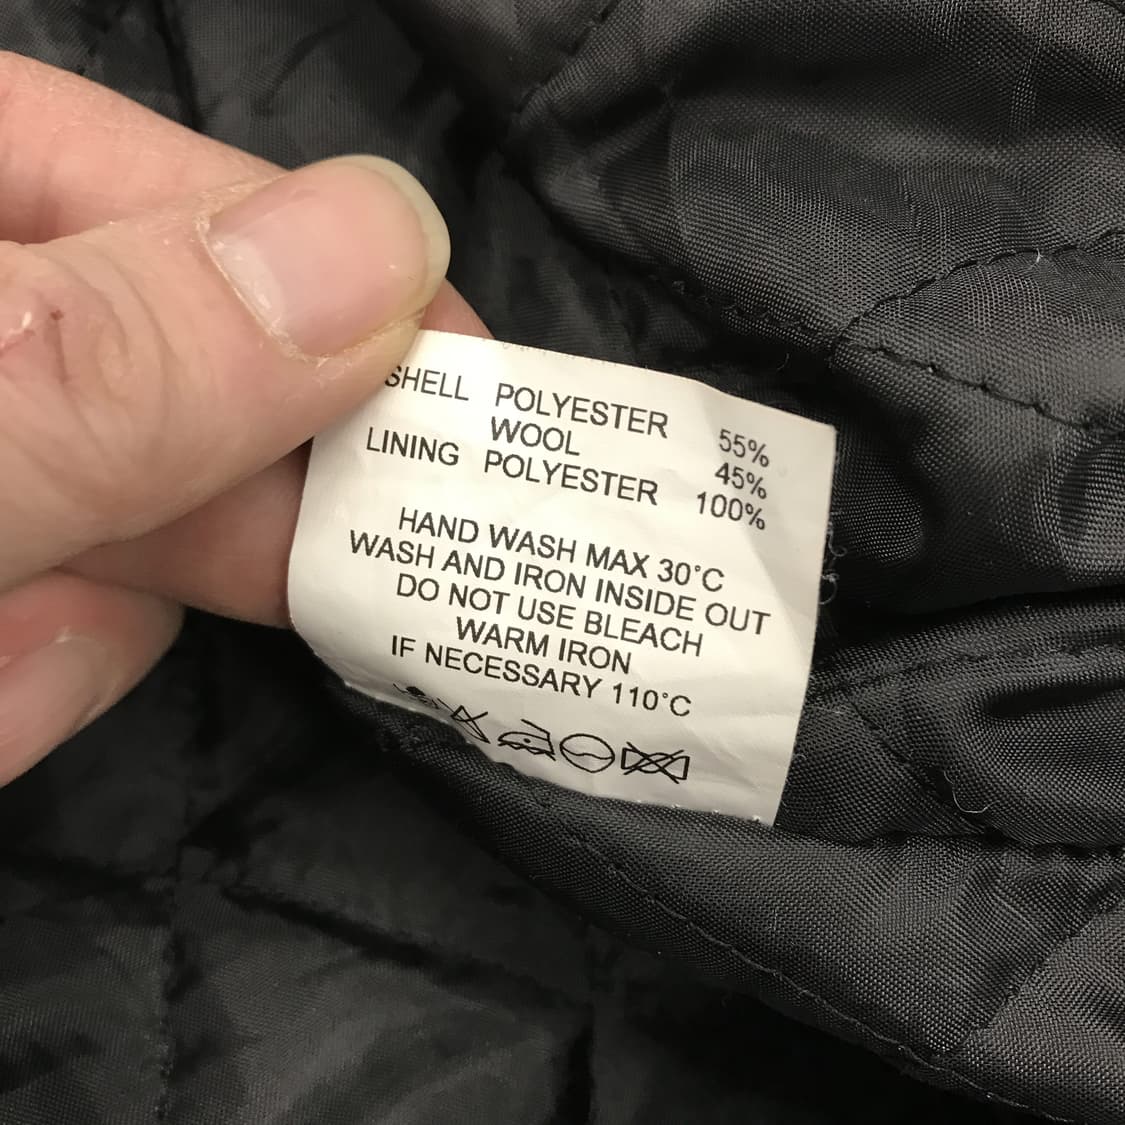 SHELL POLYESTER 55%
WOOL 45%
LINING POLYESTER 100%
HAND WASH MAX 30°C
WASH AND IRON INSIDE OUT
DO NOT USE BLEACH
WARM IRON
IF NECESSARY 110°C